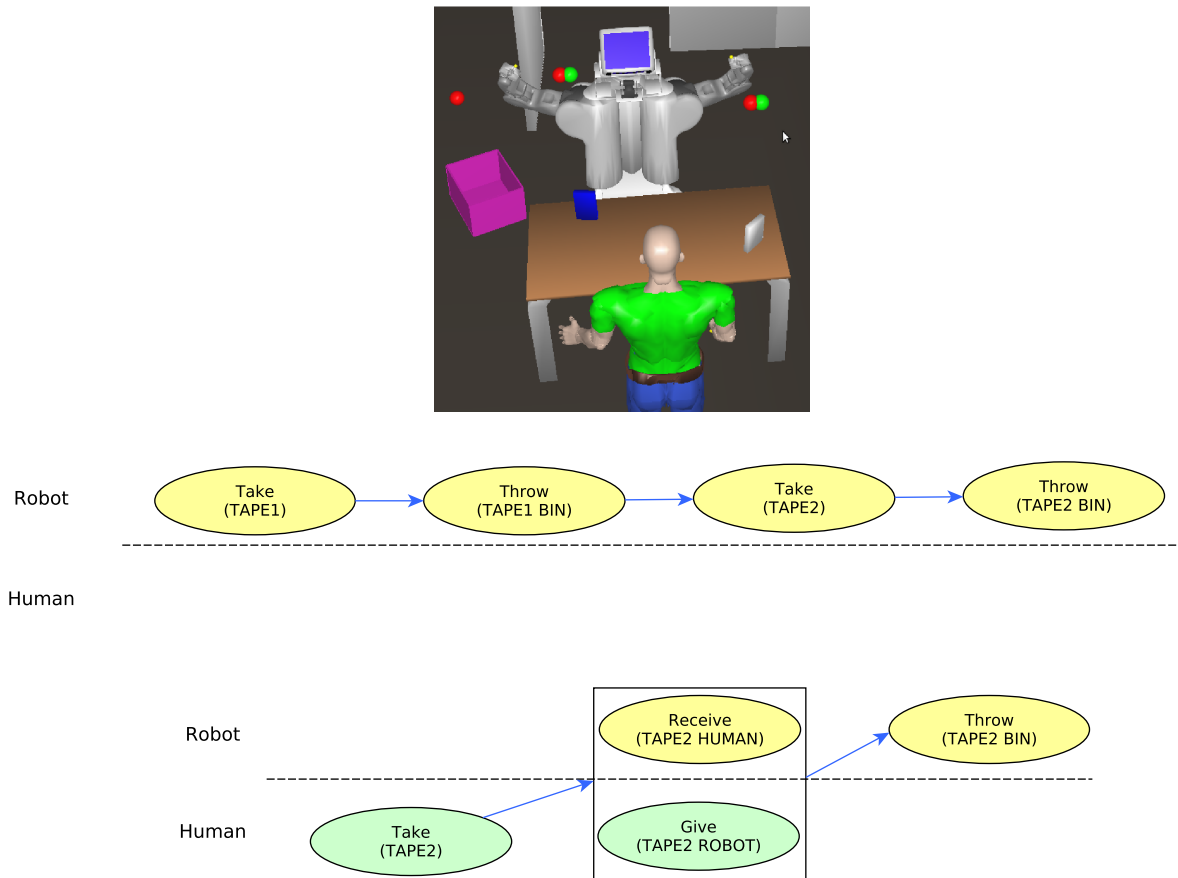 Robot
Take
(TAPE1)
Throw
(TAPE1 BIN)
Take
(TAPE2)
Throw
(TAPE2 BIN)
Human
Robot
Receive
(TAPE2 HUMAN)
Throw
(TAPE2 BIN)
Human
Take
(TAPE2)
Give
(TAPE2 ROBOT)